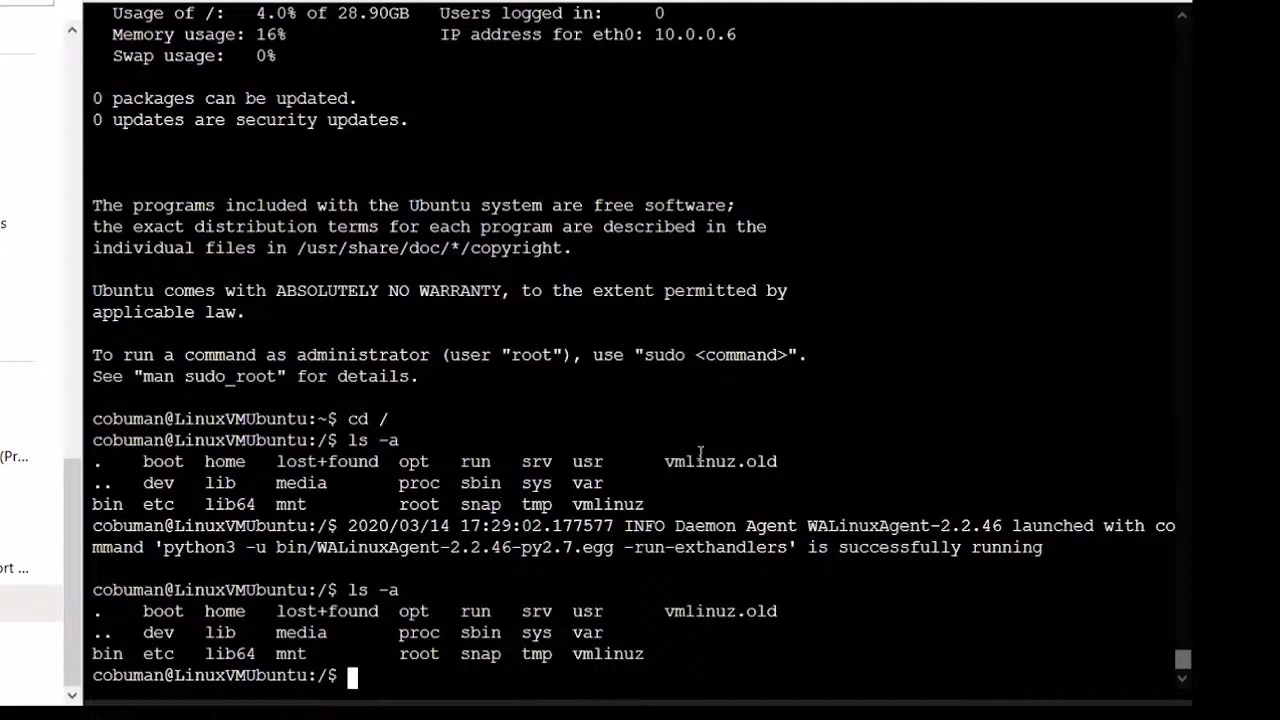 Usage of /:   4.0% of 28.90GB   Users logged in:       0
Memory usage: 16%               IP address for eth0: 10.0.0.6
Swap usage:   0%
0 packages can be updated.
0 updates are security updates.
The programs included with the Ubuntu system are free software;
the exact distribution terms for each program are described in the
individual files in /usr/share/doc/*/copyright.
Ubuntu comes with ABSOLUTELY NO WARRANTY, to the extent permitted by
applicable law.
To run a command as administrator (user "root"), use "sudo <command>".
See "man sudo_root" for details.
cobuman@LinuxVMUbuntu:~$ cd /
cobuman@LinuxVMUbuntu:/$ ls -a
.    boot  home   lost+found  opt   run   srv  usr      vmlinuz.old
..   dev   lib    media       proc  sbin  sys  var
bin  etc   lib64  mnt         root  snap  tmp  vmlinuz
cobuman@LinuxVMUbuntu:/$ 2020/03/14 17:29:02.177577 INFO Daemon Agent WALinuxAgent-2.2.46 launched with co
mmand 'python3 -u bin/WALinuxAgent-2.2.46-py2.7.egg -run-exthandlers' is successfully running
cobuman@LinuxVMUbuntu:/$ ls -a
.    boot  home   lost+found  opt   run   srv  usr      vmlinuz.old
..   dev   lib    media       proc  sbin  sys  var
bin  etc   lib64  mnt         root  snap  tmp  vmlinuz
cobuman@LinuxVMUbuntu:/$
s
(Pr...
ort ...